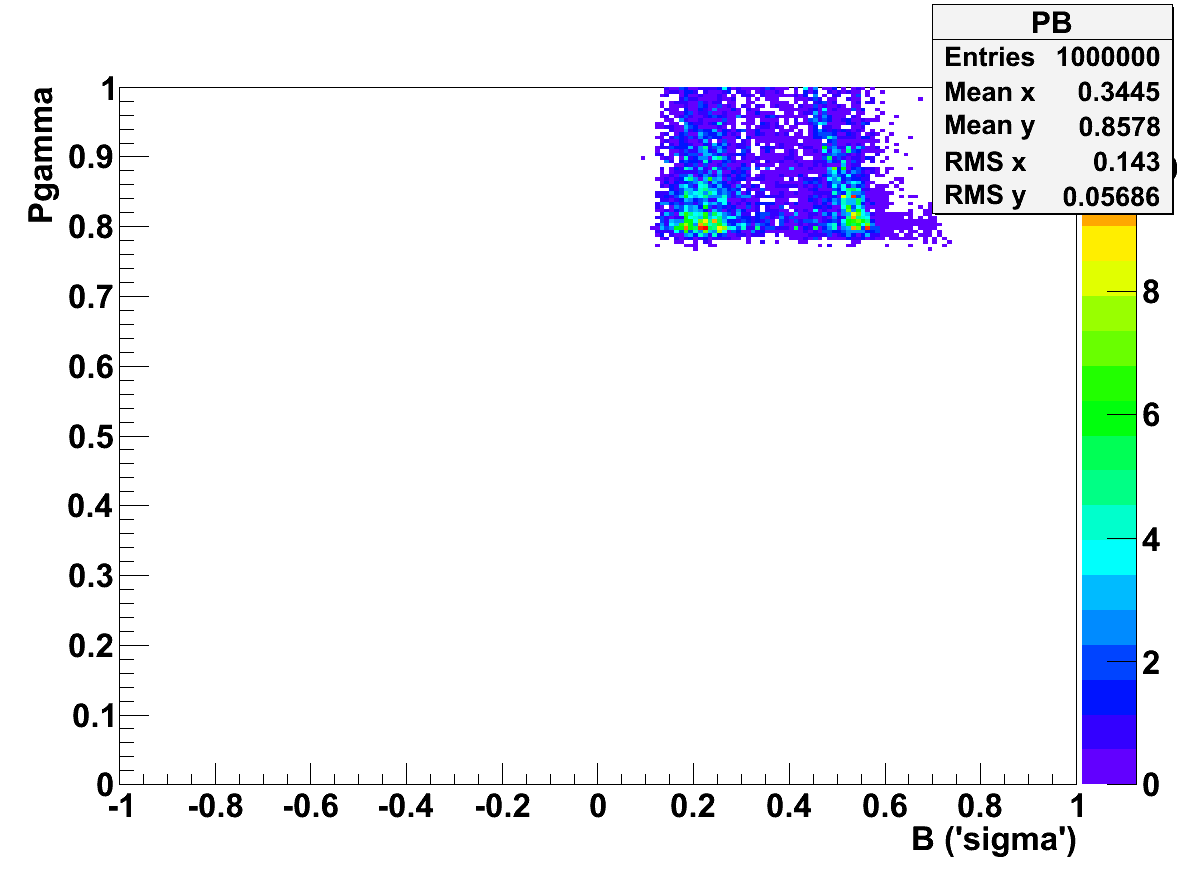 PB
Entries 1000000
Mean x 0.3445
Mean y 0.8578
RMS x 0.143
RMS y 0.05686
Pgamma
1
0.9
0.8
0.7
0.6
0.5
0.4
0.3
0.2
0.1
0
-1 -0.8 -0.6 -0.4 -0.2 0 0.2 0.4 0.6 0.8 1
B ('sigma')
8
6
4
2
0